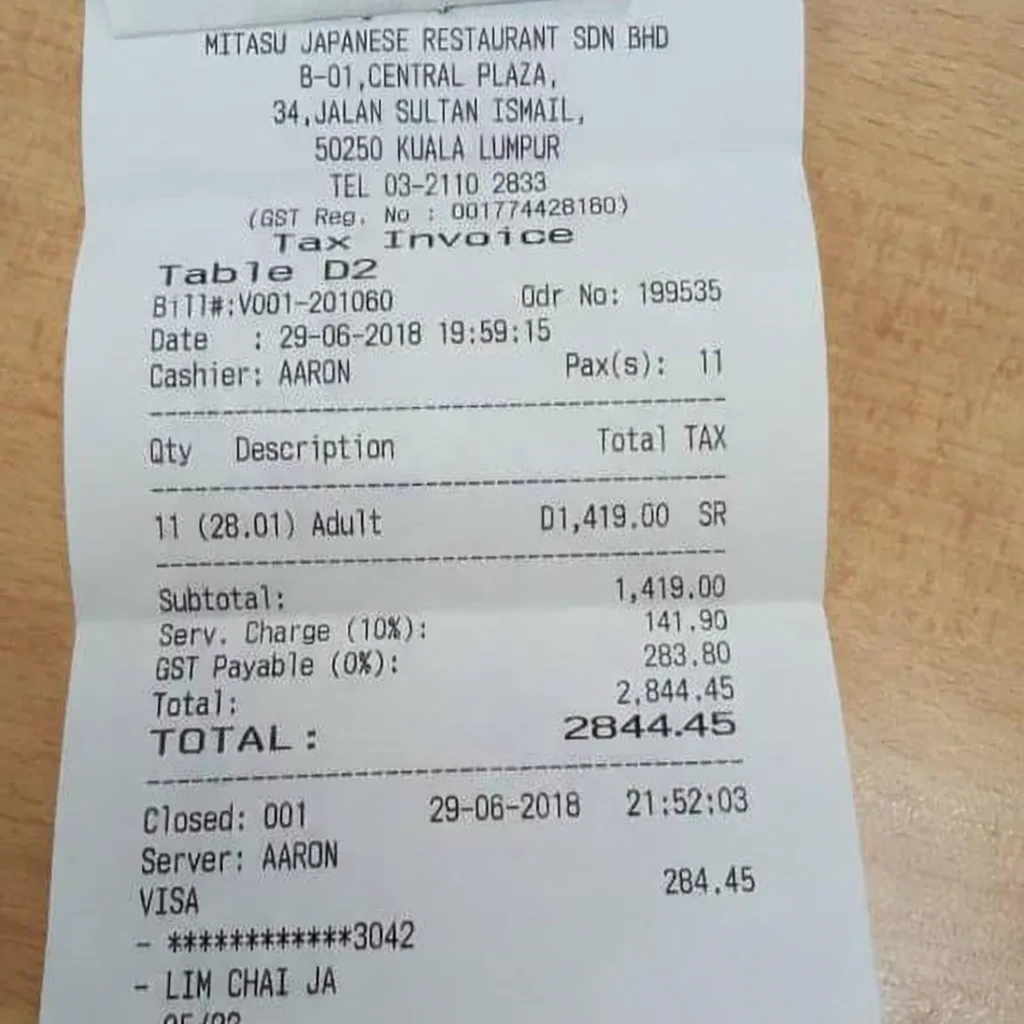 MITASU JAPANESE RESTAURANT SDN BHD
B-01,CENTRAL PLAZA,
34,JALAN SULTAN ISMAIL,
50250 KUALA LUMPUR
TEL 03-2110 2833
(GST Reg. No : 001774428160)
Tax Invoice
Table D2
Bill#:V001-201060 Odr No: 199535
Date : 29-06-2018 19:59:15
Cashier: AARON Pax(s): 11
Qty Description Total TAX
11 (28.01) Adult D1,419.00 SR
Subtotal: 1,419.00
Serv. Charge (10%): 141.90
GST Payable (0%): 283.80
Total: 2,844.45
TOTAL: 2844.45
Closed: 001 29-06-2018 21:52:03
Server: AARON
VISA 284.45
- ************3042
- LIM CHAI JA